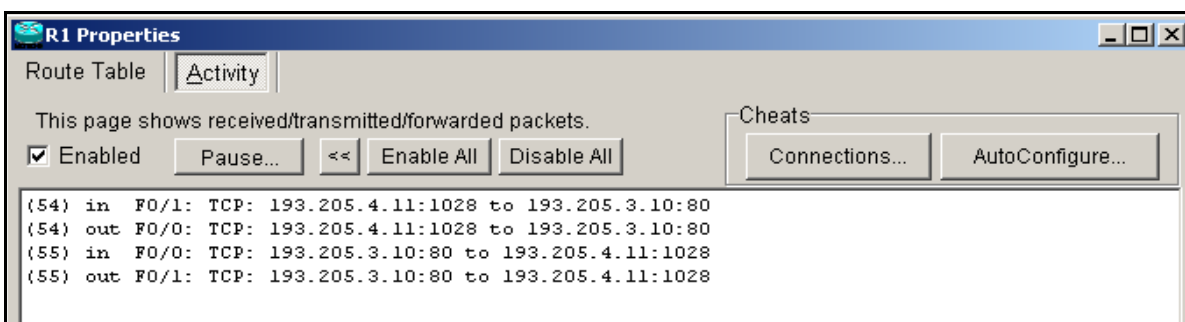 R1 Properties
Route Table Activity
This page shows received/transmitted/forwarded packets.
Cheats
Enabled Pause... << Enable All Disable All Connections... AutoConfigure...
(54) in F0/1: TCP: 193.205.4.11:1028 to 193.205.3.10:80
(54) out F0/0: TCP: 193.205.4.11:1028 to 193.205.3.10:80
(55) in F0/0: TCP: 193.205.3.10:80 to 193.205.4.11:1028
(55) out F0/1: TCP: 193.205.3.10:80 to 193.205.4.11:1028